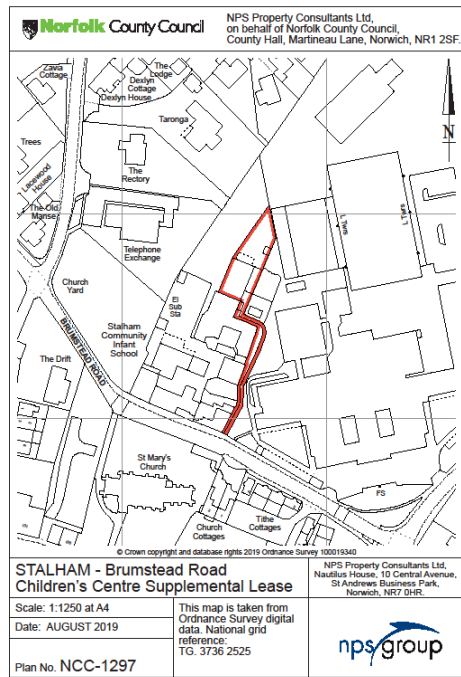 Norfolk County Council
NPS Property Consultants Ltd,
on behalf of Norfolk County Council,
County Hall, Martineau Lane, Norwich, NR1 2SF.
Zavia
Cottage
The
Lodge
Dexlyn
Cottage
Dexlyn House
Taronga
N
Trees
Lacewood
House
The Rectory
The Old
Manse
L Twrs
L Twrs
Telephone
Exchange
Church
Yard
El
Sub
Sta
Stalham
Community
Infant
School
BRUMSTEAD ROAD
The Drift
St Mary's
Church
FS
Church
Cottages
Tithe
Cottages
© Crown copyright and database rights 2019 Ordnance Survey 100019340
STALHAM - Brumstead Road
Children's Centre Supplemental Lease
NPS Property Consultants Ltd,
Nautilus House, 10 Central Avenue,
St Andrews Business Park,
Norwich, NR7 0HR.
Scale: 1:1250 at A4
Date: AUGUST 2019
Plan No. NCC-1297
This map is taken from
Ordnance Survey digital
data. National grid
reference:
TG. 3736 2525
nps group